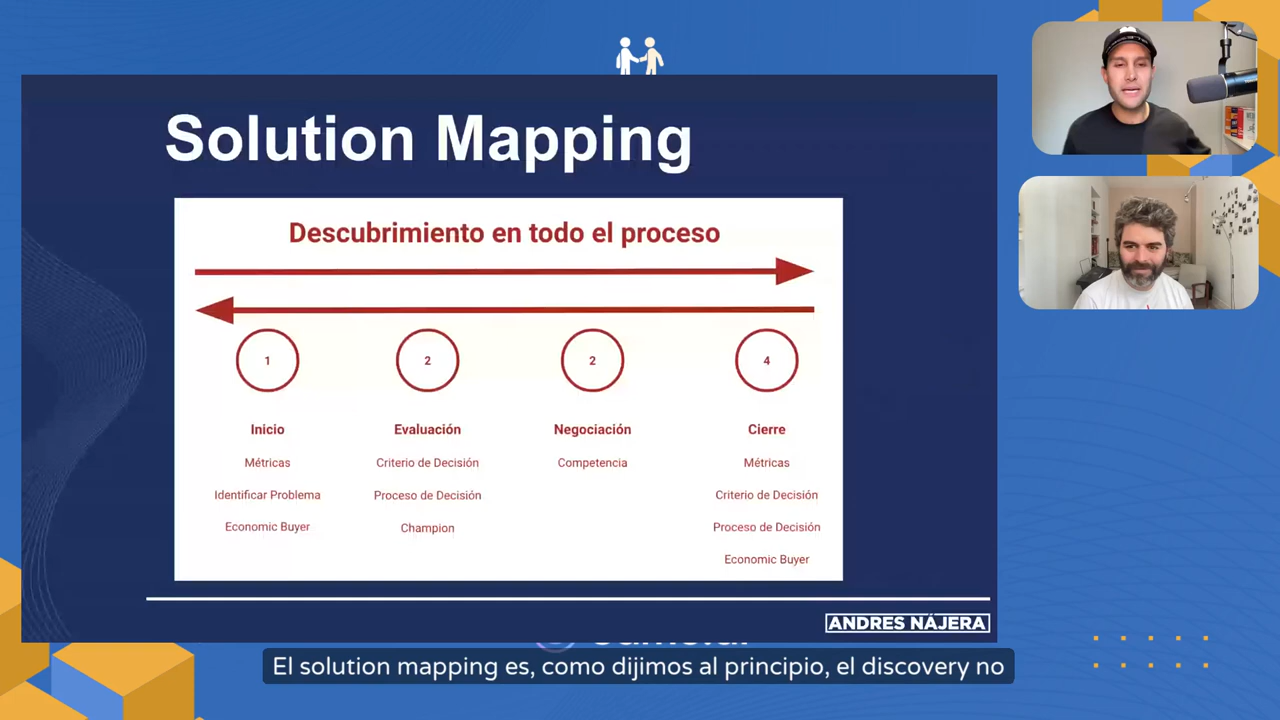 Solution Mapping
Descubrimiento en todo el proceso
1
2
2
4
Inicio
Evaluación
Negociación
Cierre
Métricas
Criterio de Decisión
Competencia
Métricas
Identificar Problema
Proceso de Decisión
Criterio de Decisión
Economic Buyer
Champion
Proceso de Decisión
Economic Buyer
ANDRES NÁJERA
El solution mapping es, como dijimos al principio, el discovery no